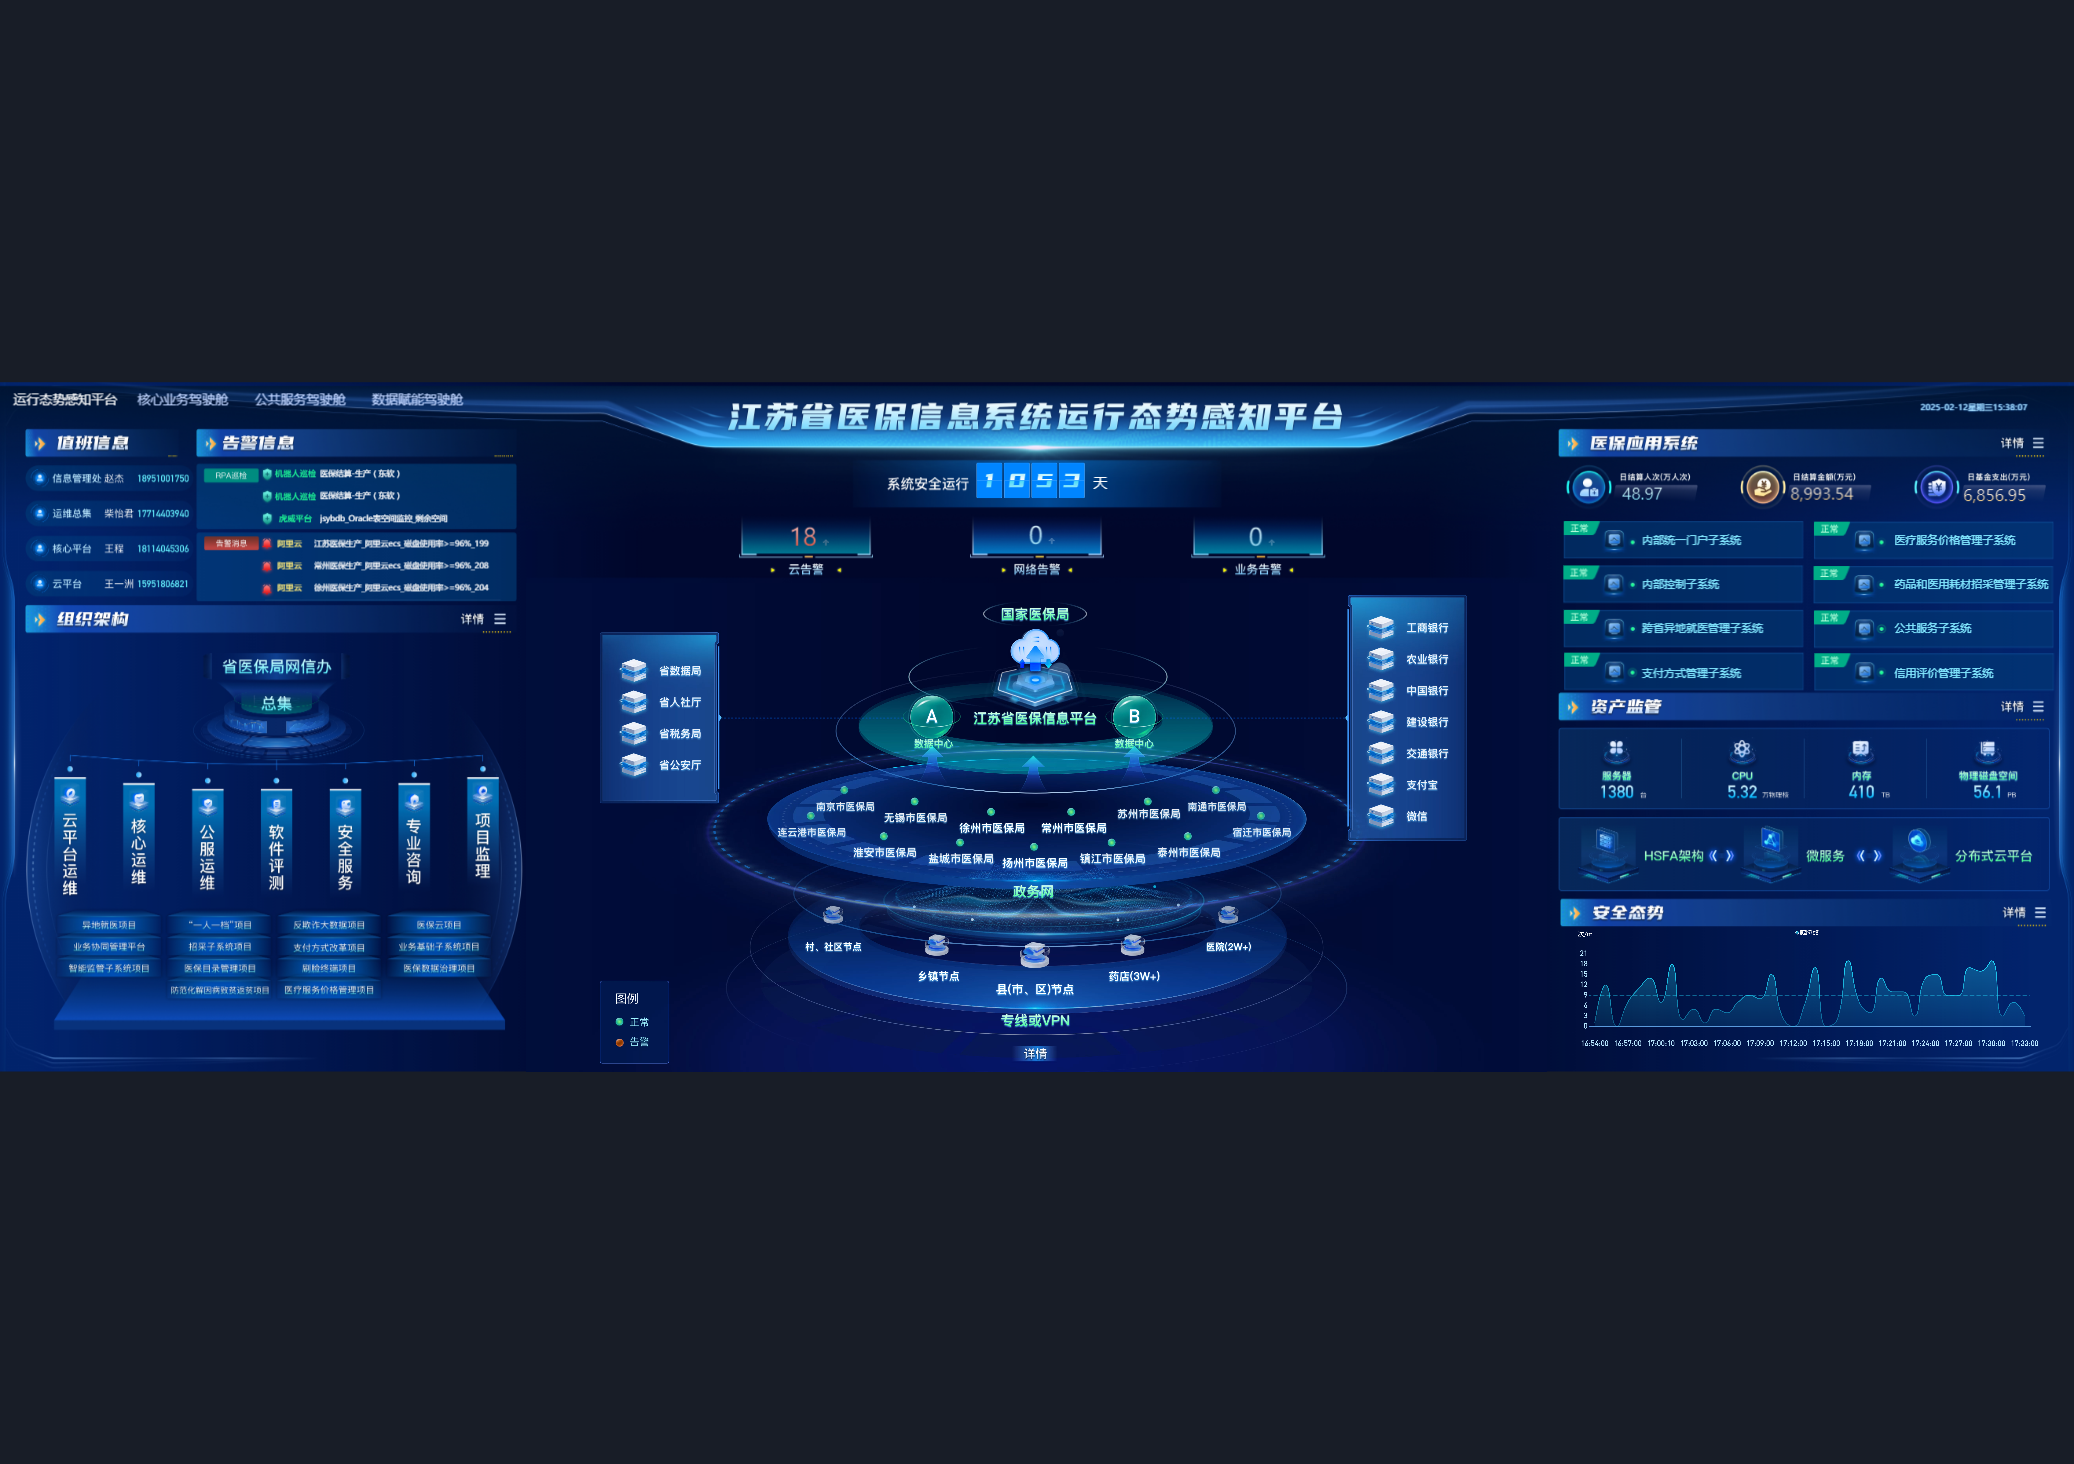 运行态势感知平台 核心业务驾驶舱 公共服务驾驶舱 数据赋能驾驶舱
江苏省医保信息系统运行态势感知平台
2025-02-12星期三15:38:07
值班信息
信息管理处 赵杰 18951001750
运维总集 柴怡君 17714403940
核心平台 王程 18114045306
云平台 王一洲 15951806821
告警信息
RPA巡检
机器人巡检 医保结算-生产（东软）
机器人巡检 医保结算-生产（东软）
虎威平台 jsybdb_Oracle表空间监控_剩余空间
告警消息
阿里云 江苏医保生产_阿里云ecs_磁盘使用率>=96%_199
阿里云 常州医保生产_阿里云ecs_磁盘使用率>=96%_208
阿里云 徐州医保生产_阿里云ecs_磁盘使用率>=96%_204
组织架构
详情
省医保局网信办
总集
云平台运维
核心运维
公服运维
软件评测
安全服务
专业咨询
项目监理
异地就医项目 “一人一档”项目 反欺诈大数据项目 医保云项目
业务协同管理平台 招采子系统项目 支付方式改革项目 业务基础子系统项目
智能监管子系统项目 医保目录管理项目 刷脸终端项目 医保数据治理项目
防范化解因病致贫返贫项目 医疗服务价格管理项目
系统安全运行 1053 天
18 个
云告警
0 个
网络告警
0 个
业务告警
省数据局
省人社厅
省税务局
省公安厅
国家医保局
A
数据中心
江苏省医保信息平台
B
数据中心
南京市医保局
无锡市医保局
徐州市医保局
常州市医保局
苏州市医保局
南通市医保局
连云港市医保局
淮安市医保局
盐城市医保局
扬州市医保局
镇江市医保局
泰州市医保局
宿迁市医保局
政务网
村、社区节点
乡镇节点
县(市、区)节点
药店(3W+)
医院(2W+)
专线或VPN
详情
图例
正常
告警
工商银行
农业银行
中国银行
建设银行
交通银行
支付宝
微信
医保应用系统
详情
日结算人次(万人次)
48.97
日结算金额(万元)
8,993.54
日基金支出(万元)
6,856.95
正常 内部统一门户子系统
正常 医疗服务价格管理子系统
正常 内部控制子系统
正常 药品和医用耗材招采管理子系统
正常 跨省异地就医管理子系统
正常 公共服务子系统
正常 支付方式管理子系统
正常 信用评价管理子系统
资产监管
详情
服务器
1380 台
CPU
5.32 万物理核
内存
410 TB
物理磁盘空间
56.1 PB
HSFA架构 《 》 微服务 《 》 分布式云平台
安全态势
详情
21
18
15
12
9
6
3
0
16:54:00 16:57:00 17:00:10 17:03:00 17:06:00 17:09:00 17:12:00 17:15:00 17:18:00 17:21:00 17:24:00 17:27:00 17:30:00 17:33:00